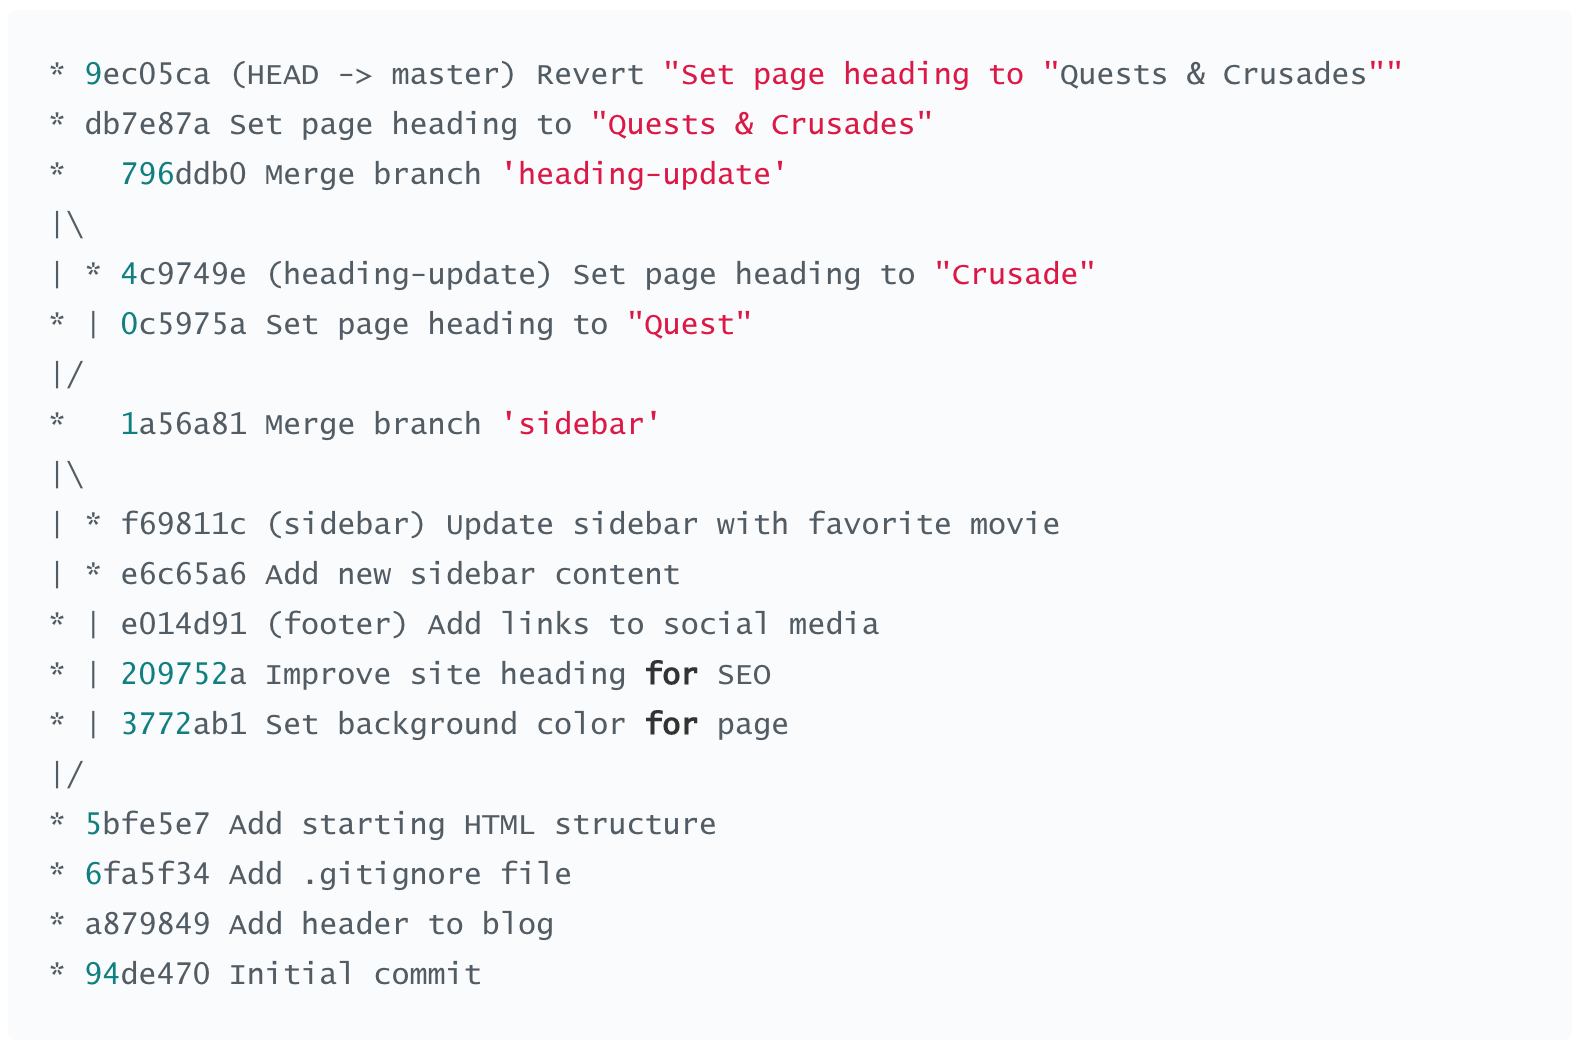 * 9ec05ca (HEAD -> master) Revert "Set page heading to "Quests & Crusades""
* db7e87a Set page heading to "Quests & Crusades"
*   796ddb0 Merge branch 'heading-update'
|\
| * 4c9749e (heading-update) Set page heading to "Crusade"
* | 0c5975a Set page heading to "Quest"
|/
*   1a56a81 Merge branch 'sidebar'
|\
| * f69811c (sidebar) Update sidebar with favorite movie
| * e6c65a6 Add new sidebar content
* | e014d91 (footer) Add links to social media
* | 209752a Improve site heading for SEO
* | 3772ab1 Set background color for page
|/
* 5bfe5e7 Add starting HTML structure
* 6fa5f34 Add .gitignore file
* a879849 Add header to blog
* 94de470 Initial commit